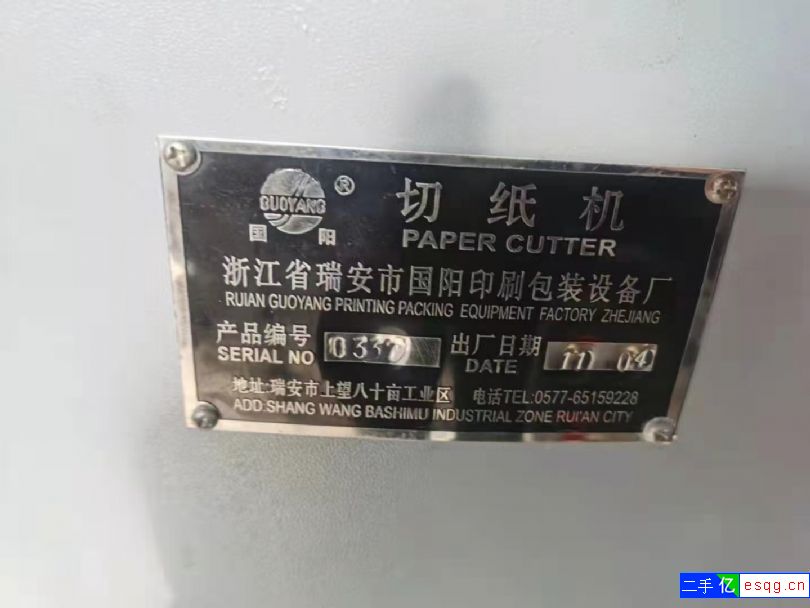 GUOYANG ®
国 阳
切纸机
PAPER CUTTER
浙江省瑞安市国阳印刷包装设备厂
RUIAN GUOYANG PRINTING PACKING EQUIPMENT FACTORY ZHEJIANG
产品编号 出厂日期
SERIAL NO DATE 10 04
地址:瑞安市上望八十亩工业区 电话TEL:0577-65159228
ADD:SHANG WANG BASHIMU INDUSTRIAL ZONE RUI'AN CITY
二手亿 esqg.cn